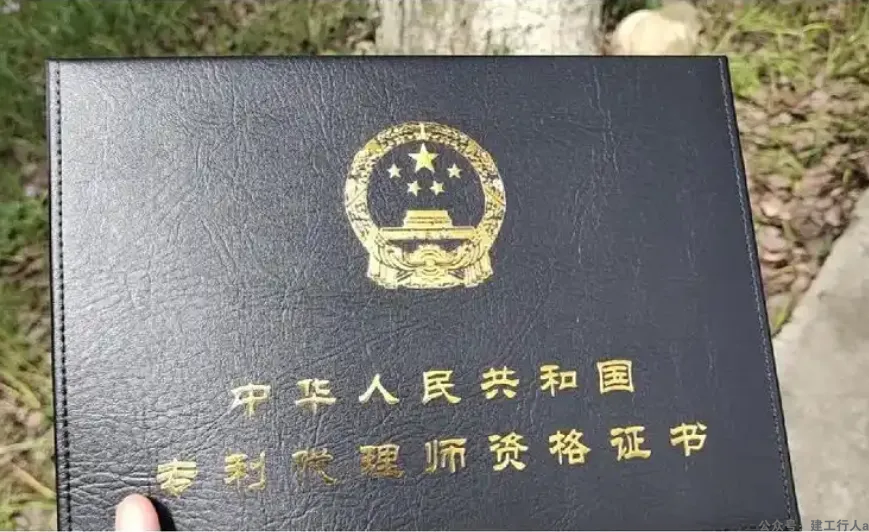 中华人民共和国
专利代理师资格证书
公众号 建工行人a